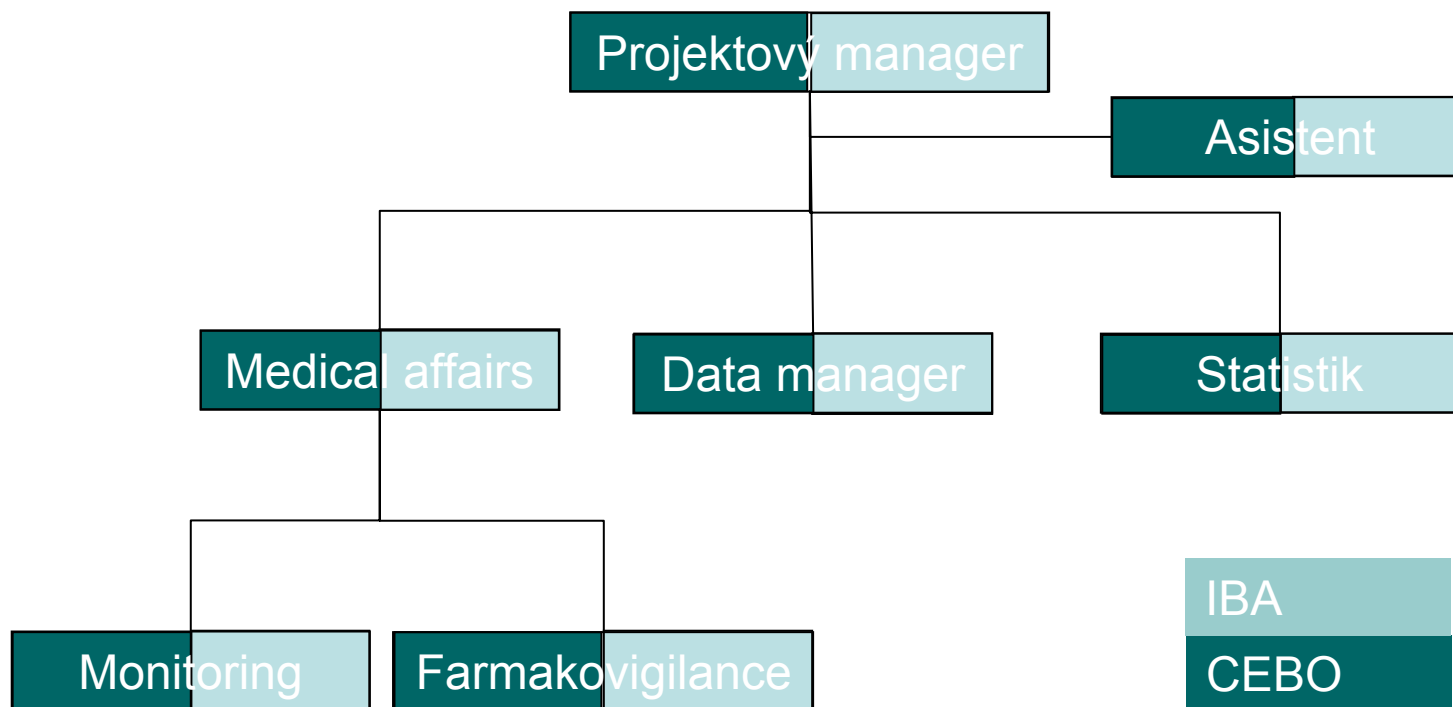 Projektový manager
Asistent
Medical affairs
Data manager
Statistik
Monitoring
Farmakovigilance
IBA
CEBO